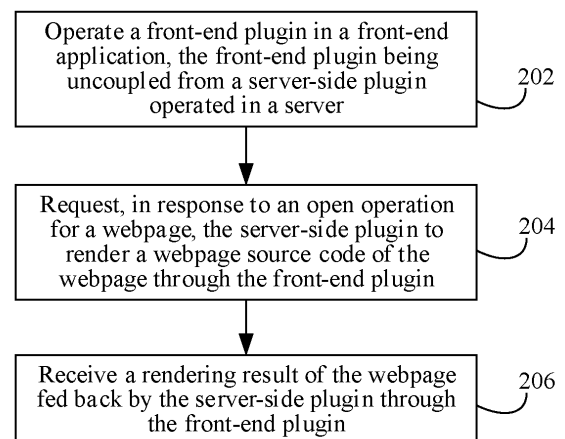 Operate a front-end plugin in a front-end
application, the front-end plugin being
uncoupled from a server-side plugin
operated in a server
202
Request, in response to an open operation
for a webpage, the server-side plugin to
render a webpage source code of the
webpage through the front-end plugin
204
Receive a rendering result of the webpage
fed back by the server-side plugin through
the front-end plugin
206